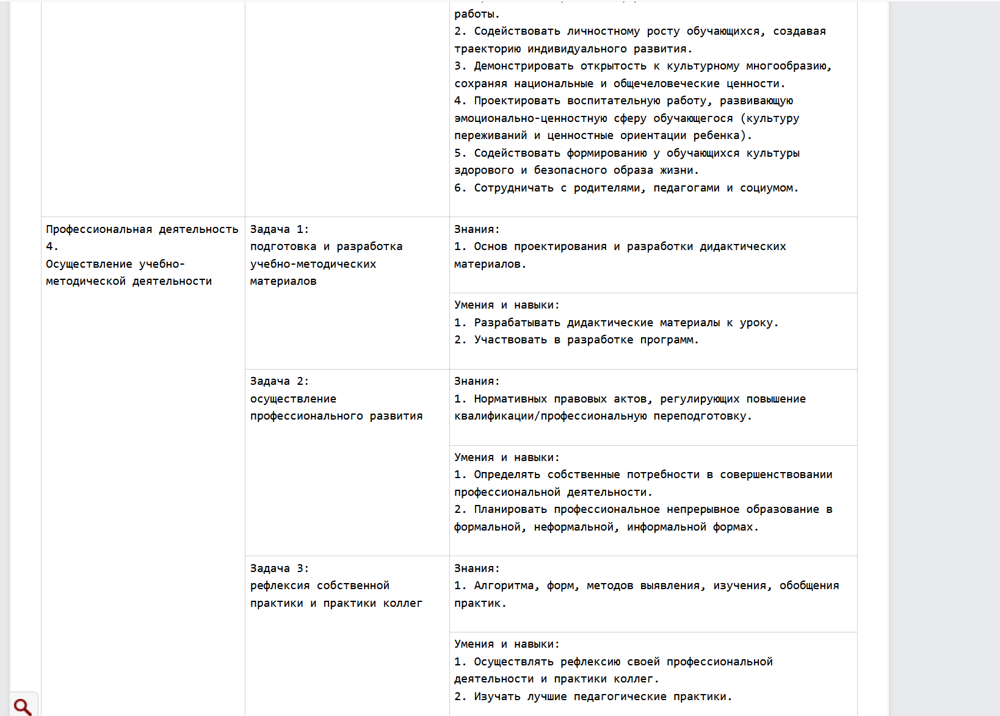 работы.
2. Содействовать личностному росту обучающихся, создавая
траекторию индивидуального развития.
3. Демонстрировать открытость к культурному многообразию,
сохраняя национальные и общечеловеческие ценности.
4. Проектировать воспитательную работу, развивающую
эмоционально-ценностную сферу обучающегося (культуру
переживаний и ценностные ориентации ребенка).
5. Содействовать формированию у обучающихся культуры
здорового и безопасного образа жизни.
6. Сотрудничать с родителями, педагогами и социумом.
Профессиональная деятельность
4.
Осуществление учебно-
методической деятельности
Задача 1:
подготовка и разработка
учебно-методических
материалов
Знания:
1. Основ проектирования и разработки дидактических
материалов.
Умения и навыки:
1. Разрабатывать дидактические материалы к уроку.
2. Участвовать в разработке программ.
Задача 2:
осуществление
профессионального развития
Знания:
1. Нормативных правовых актов, регулирующих повышение
квалификации/профессиональную переподготовку.
Умения и навыки:
1. Определять собственные потребности в совершенствовании
профессиональной деятельности.
2. Планировать профессиональное непрерывное образование в
формальной, неформальной, информальной формах.
Задача 3:
рефлексия собственной
практики и практики коллег
Знания:
1. Алгоритма, форм, методов выявления, изучения, обобщения
практик.
Умения и навыки:
1. Осуществлять рефлексию своей профессиональной
деятельности и практики коллег.
2. Изучать лучшие педагогические практики.